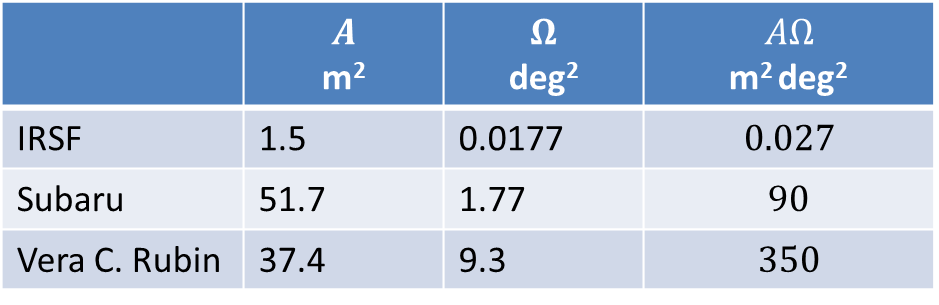 A Ω AΩ
m² deg² m² deg²
IRSF 1.5 0.0177 0.027
Subaru 51.7 1.77 90
Vera C. Rubin 37.4 9.3 350